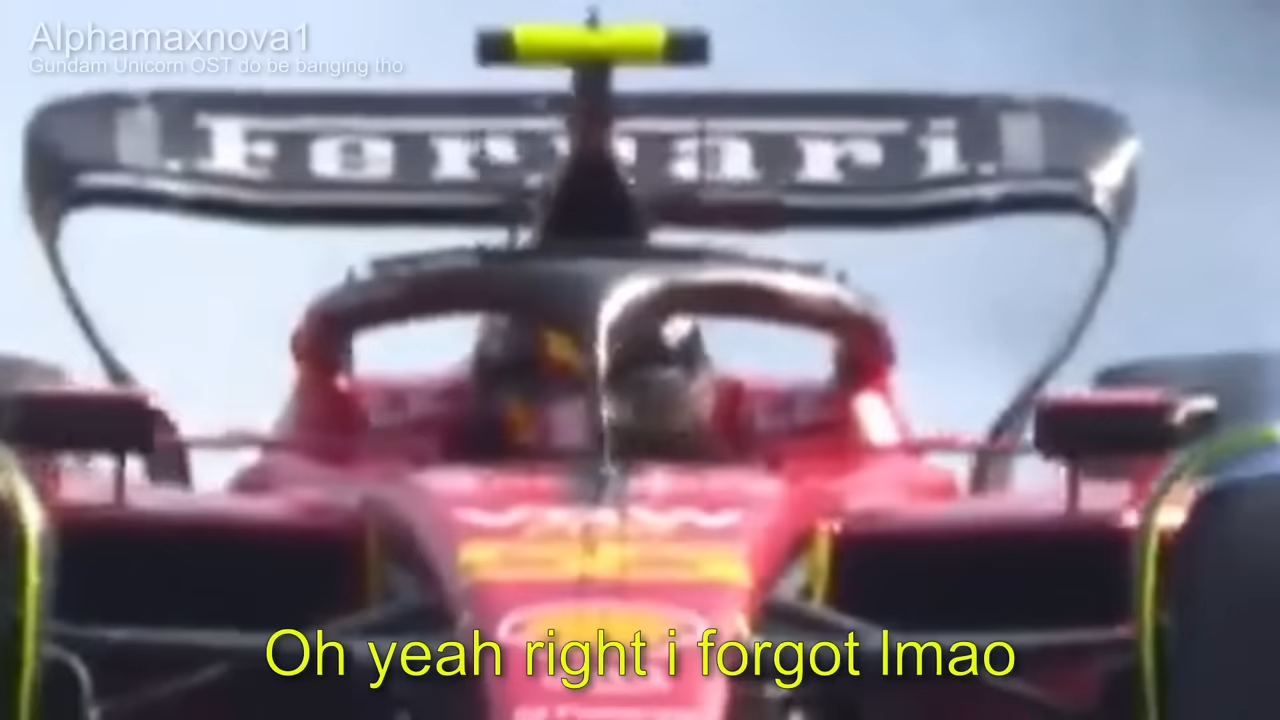 Alphamaxnova1
Gundam Unicorn OST do be banging tho
Ferrari
Oh yeah right i forgot lmao